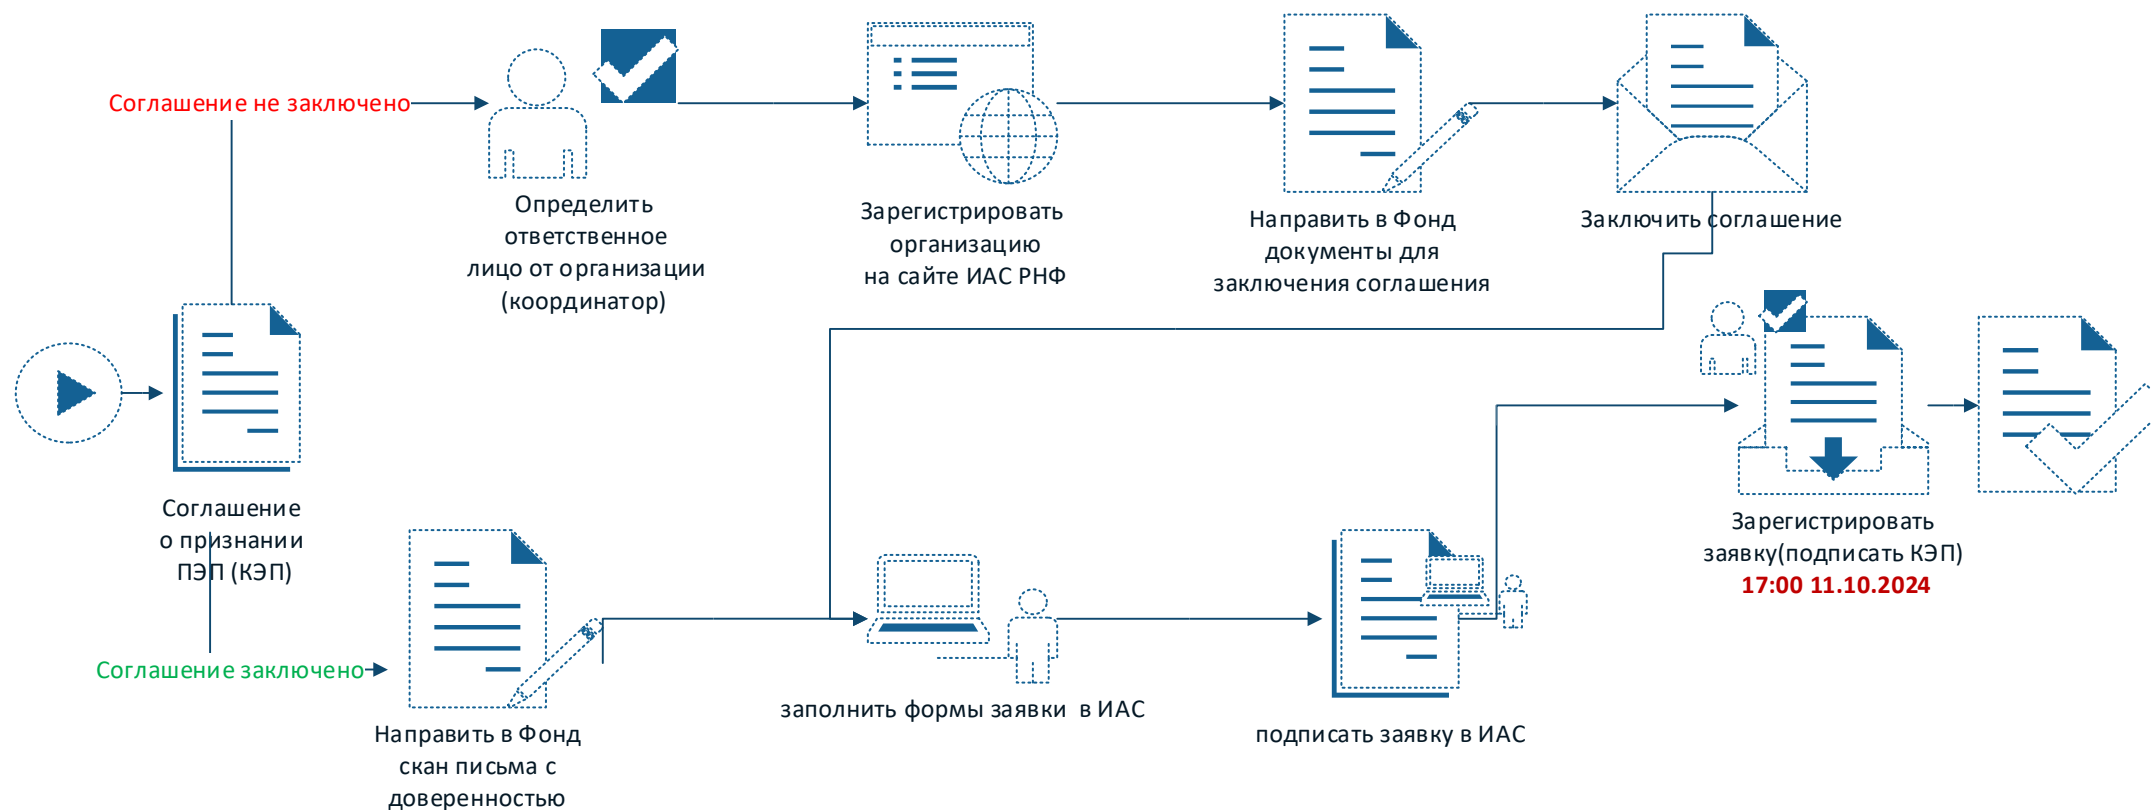 Соглашение не заключено
Определить
ответственное
лицо от организации
(координатор)
Зарегистрировать
организацию
на сайте ИАС РНФ
Направить в Фонд
документы для
заключения соглашения
Заключить соглашение
Соглашение
о признании
ПЭП (КЭП)
Зарегистрировать
заявку(подписать КЭП)
17:00 11.10.2024
Соглашение заключено
Направить в Фонд
скан письма с
доверенностью
заполнить формы заявки  в ИАС
подписать заявку в ИАС